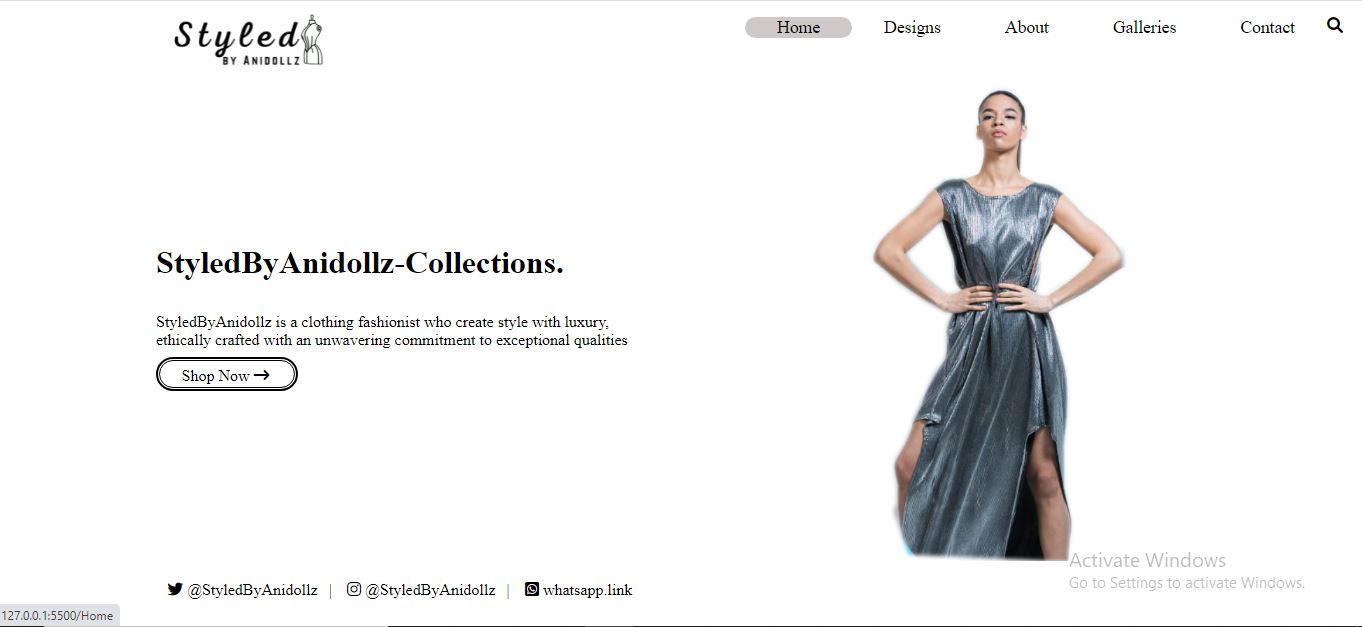 Styled
BY ANIDOLLZ
Home Designs About Galleries Contact
StyledByAnidollz-Collections.
StyledByAnidollz is a clothing fashionist who create style with luxury,
ethically crafted with an unwavering commitment to exceptional qualities
Shop Now
Activate Windows
Go to Settings to activate Windows.
@StyledByAnidollz | @StyledByAnidollz | whatsapp.link
127.0.0.1:5500/Home